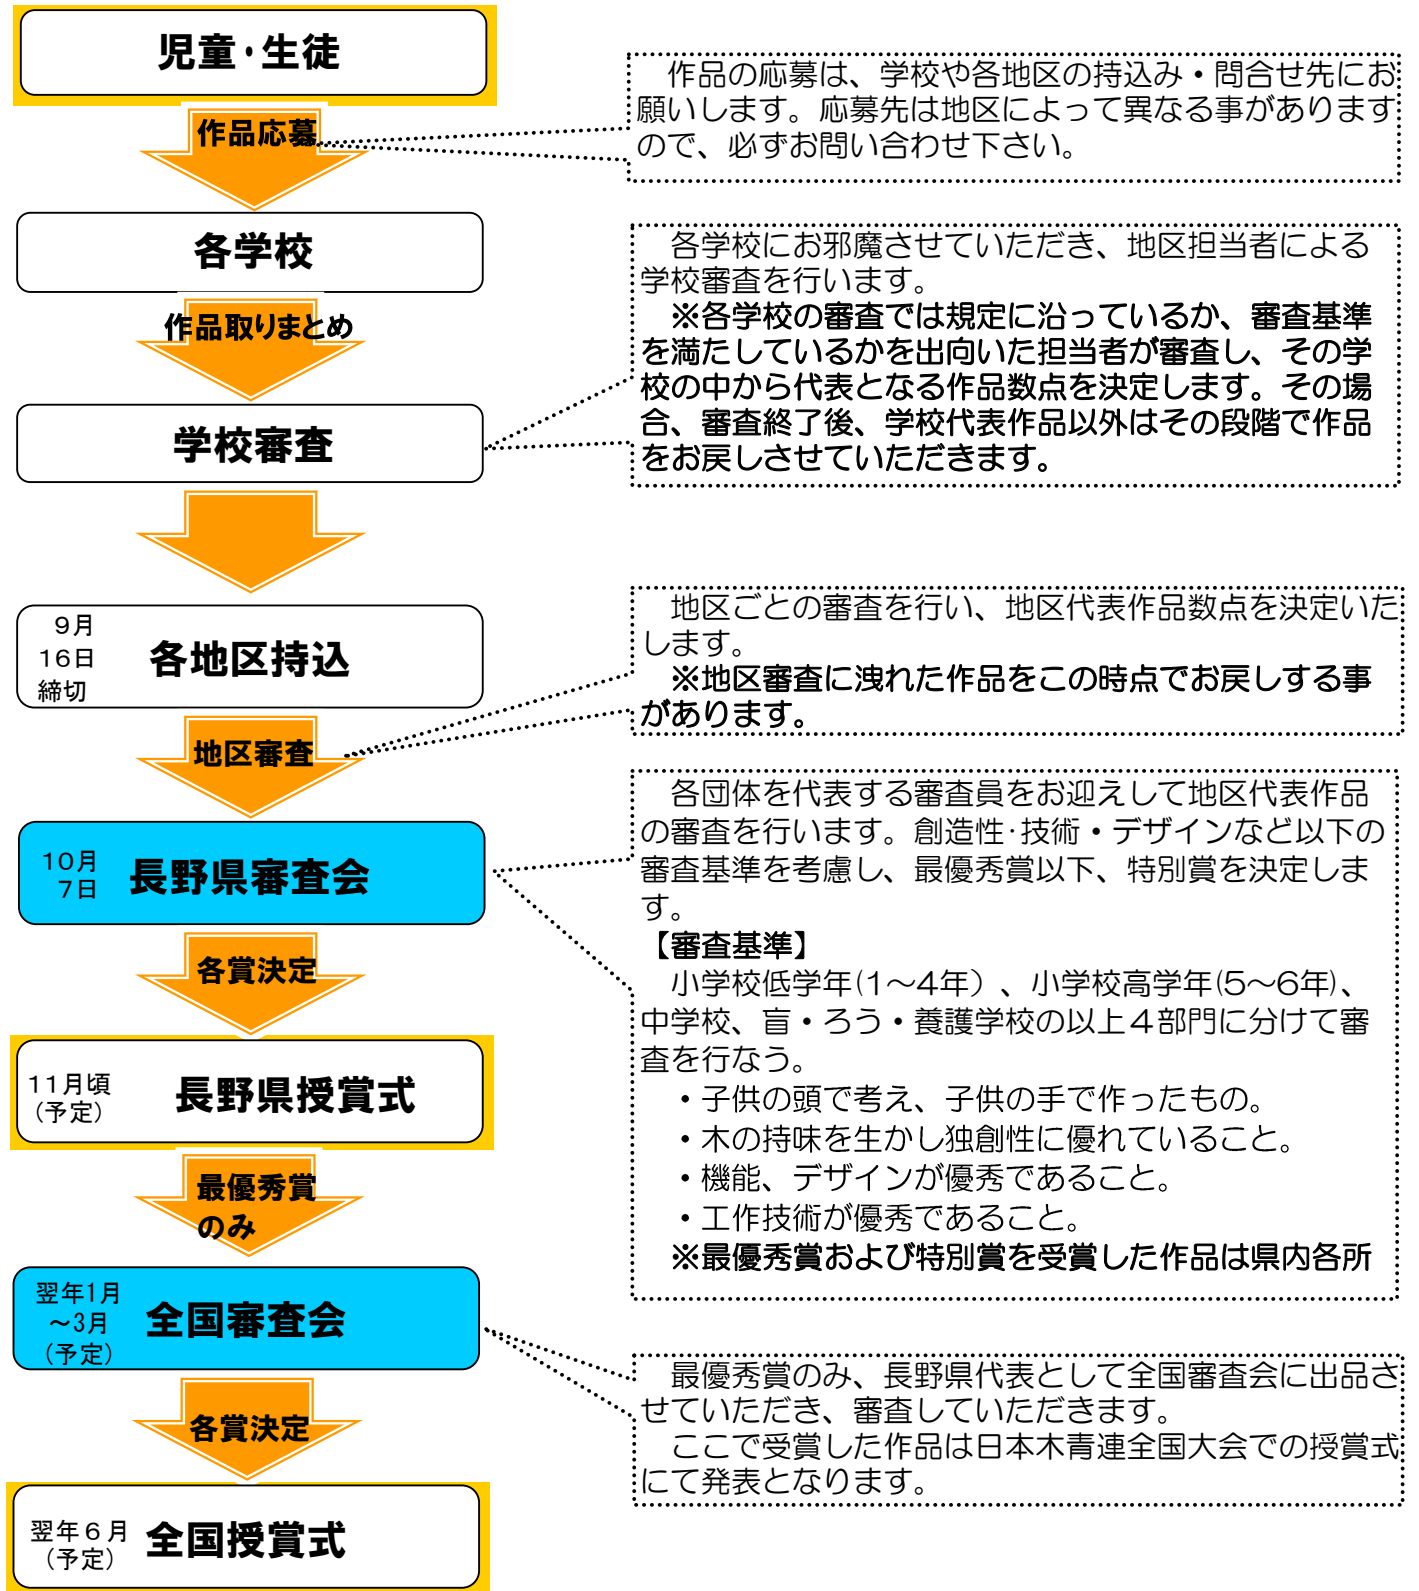 児童・生徒
作品応募
作品の応募は、学校や各地区の持込み・問合せ先にお
願いします。応募先は地区によって異なる事があります
ので、必ずお問い合わせ下さい。
各学校
作品取りまとめ
学校審査
各学校にお邪魔させていただき、地区担当者による
学校審査を行います。
※各学校の審査では規定に沿っているか、審査基準
を満たしているかを出向いた担当者が審査し、その学
校の中から代表となる作品数点を決定します。その場
合、審査終了後、学校代表作品以外はその段階で作品
をお戻しさせていただきます。
9月
16日
締切
各地区持込
地区審査
地区ごとの審査を行い、地区代表作品数点を決定いた
します。
※地区審査に洩れた作品をこの時点でお戻しする事
があります。
10月
7日
長野県審査会
各賞決定
各団体を代表する審査員をお迎えして地区代表作品
の審査を行います。創造性・技術・デザインなど以下の
審査基準を考慮し、最優秀賞以下、特別賞を決定しま
す。
【審査基準】
小学校低学年(1～4年）、小学校高学年(5～6年)、
中学校、盲・ろう・養護学校の以上４部門に分けて審
査を行なう。
・子供の頭で考え、子供の手で作ったもの。
・木の持味を生かし独創性に優れていること。
・機能、デザインが優秀であること。
・工作技術が優秀であること。
※最優秀賞および特別賞を受賞した作品は県内各所
11月頃
(予定)
長野県授賞式
最優秀賞
のみ
翌年1月
～3月
(予定)
全国審査会
各賞決定
最優秀賞のみ、長野県代表として全国審査会に出品さ
せていただき、審査していただきます。
ここで受賞した作品は日本木青連全国大会での授賞式
にて発表となります。
翌年６月
(予定)
全国授賞式